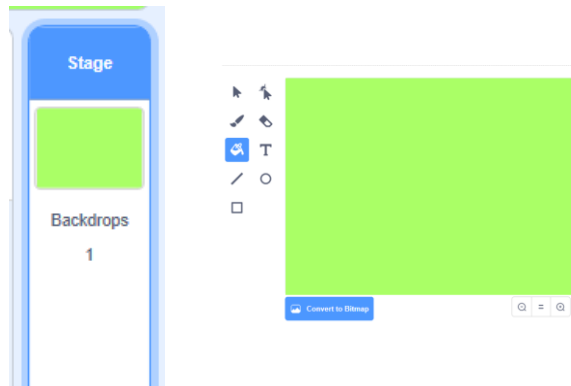 Stage
Backdrops
1
T
Convert to Bitmap
=